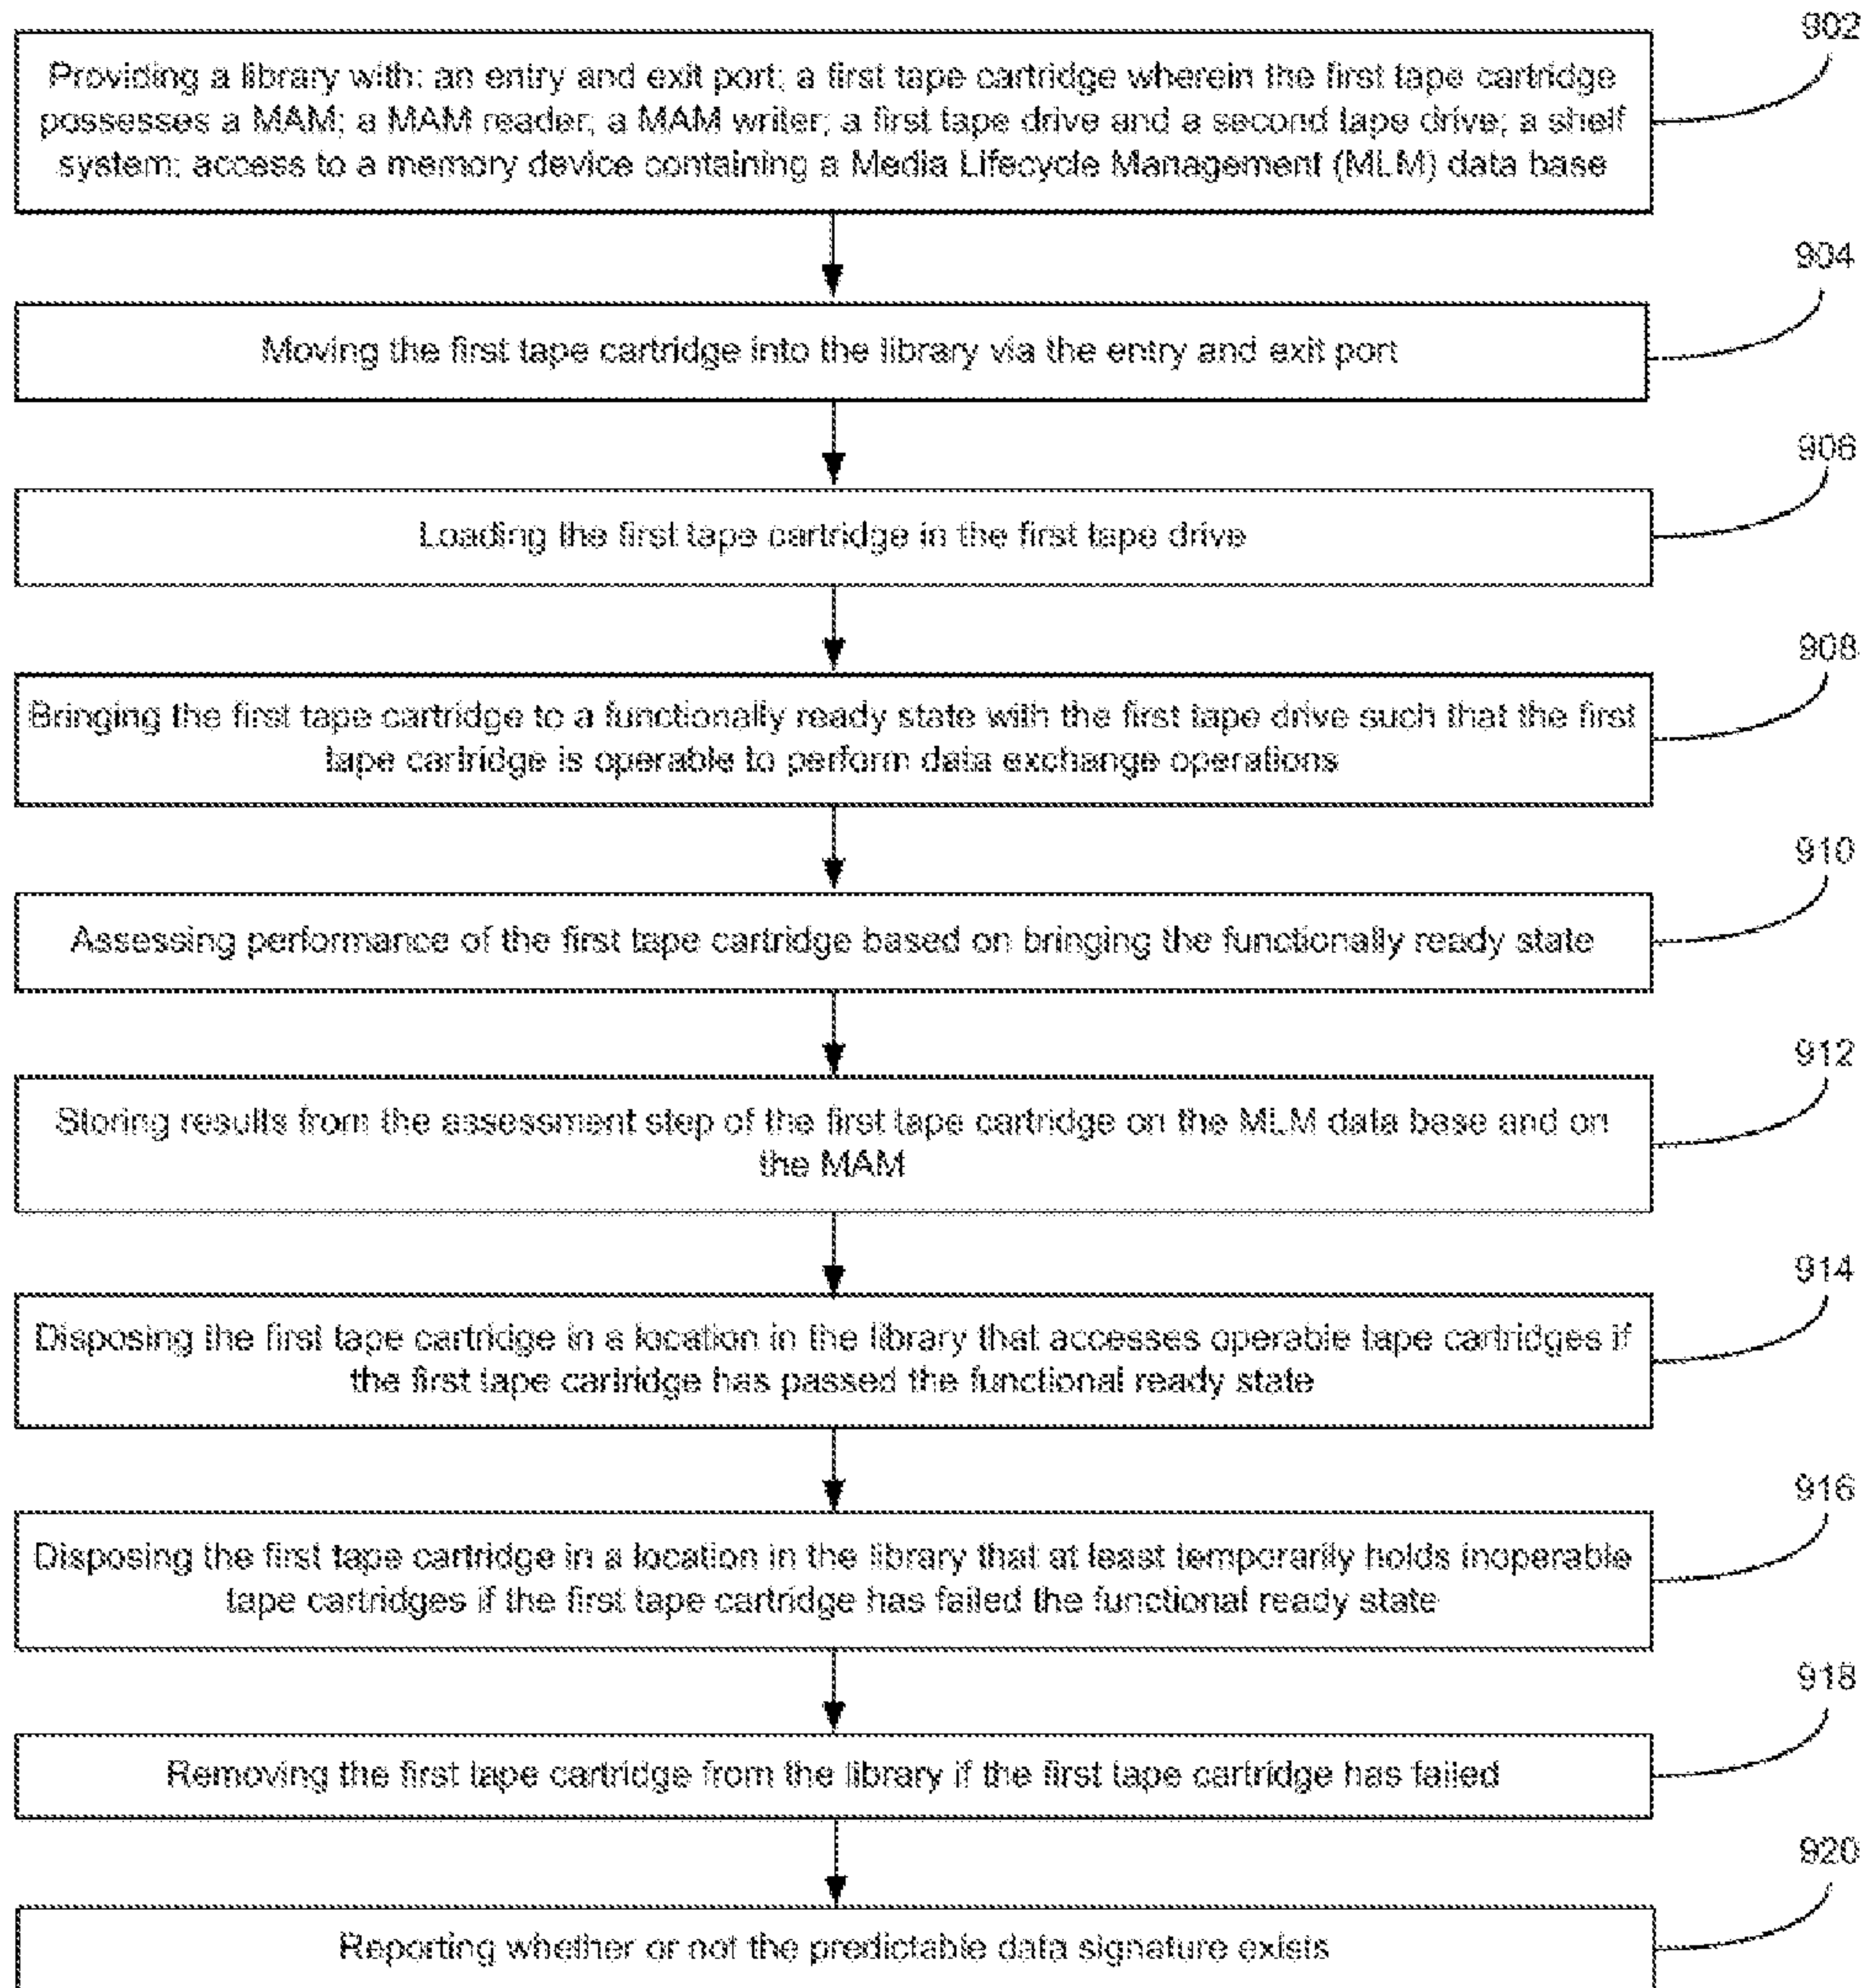 902
Providing a library with: an entry and exit port; a first tape cartridge wherein the first tape cartridge
possesses a MAM; a MAM reader; a MAM writer; a first tape drive and a second tape drive; a shelf
system; access to a memory device containing a Media Lifecycle Management (MLM) data base
904
Moving the first tape cartridge into the library via the entry and exit port
906
Loading the first tape cartridge in the first tape drive
908
Bringing the first tape cartridge to a functionally ready state with the first tape drive such that the first
tape cartridge is operable to perform data exchange operations
910
Assessing performance of the first tape cartridge based on bringing the functionally ready state
912
Storing results from the assessment step of the first tape cartridge on the MLM data base and on
the MAM
914
Disposing the first tape cartridge in a location in the library that accesses operable tape cartridges if
the first tape cartridge has passed the functional ready state
916
Disposing the first tape cartridge in a location in the library that at least temporarily holds inoperable
tape cartridges if the first tape cartridge has failed the functional ready state
918
Removing the first tape cartridge from the library if the first tape cartridge has failed
920
Reporting whether or not the predictable data signature exists